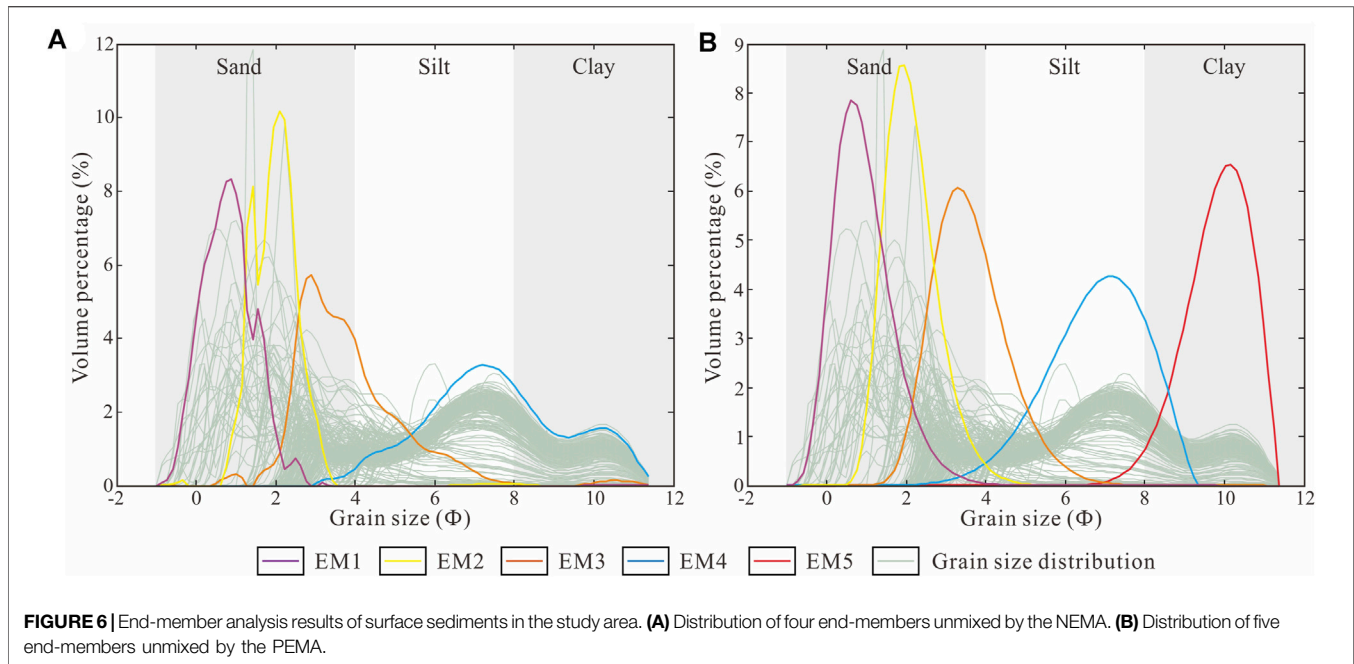 A
12
10
8
6
4
2
0
Volume percentage (%)
Sand
Silt
Clay
-2
0
2
4
6
8
10
12
Grain size (Φ)
B
9
8
7
6
5
4
3
2
1
0
Volume percentage (%)
Sand
Silt
Clay
-2
0
2
4
6
8
10
12
Grain size (Φ)
EM1 EM2 EM3 EM4 EM5 Grain size distribution
FIGURE 6 | End-member analysis results of surface sediments in the study area. (A) Distribution of four end-members unmixed by the NEMA. (B) Distribution of five
end-members unmixed by the PEMA.